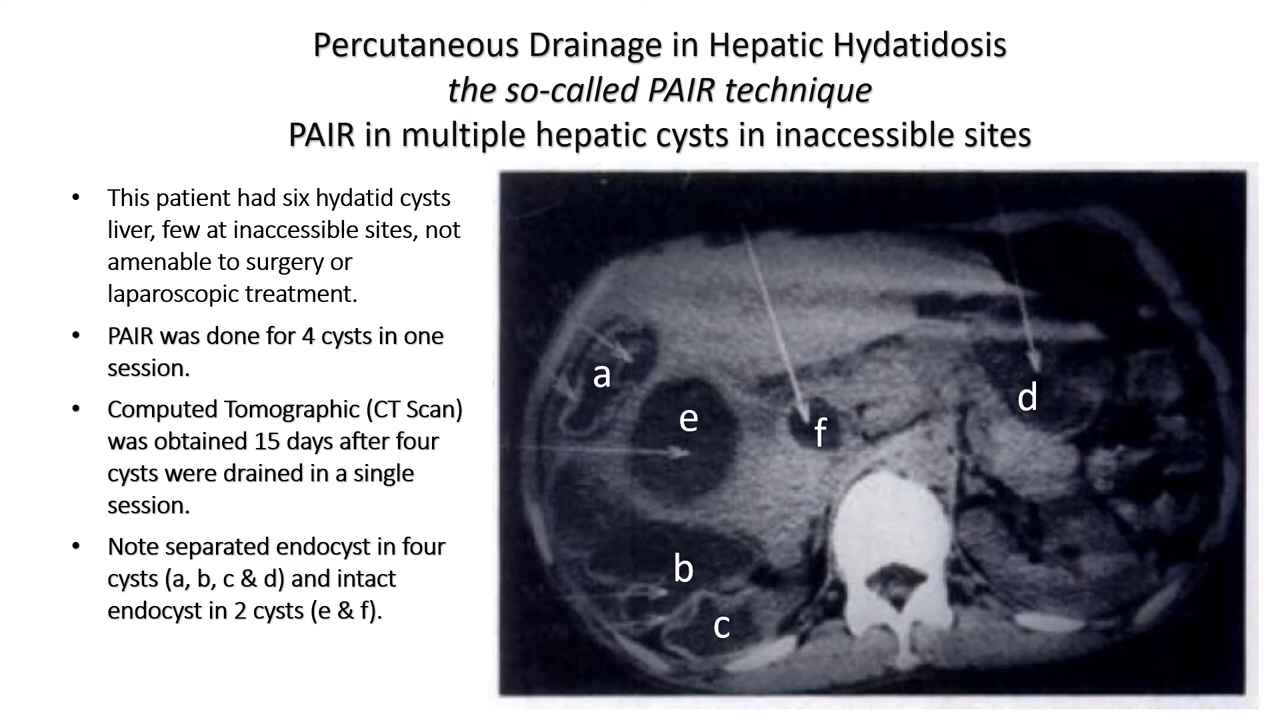 Percutaneous Drainage in Hepatic Hydatidosis
the so-called PAIR technique
PAIR in multiple hepatic cysts in inaccessible sites
• This patient had six hydatid cysts
liver, few at inaccessible sites, not
amenable to surgery or
laparoscopic treatment.
• PAIR was done for 4 cysts in one
session.
• Computed Tomographic (CT Scan)
was obtained 15 days after four
cysts were drained in a single
session.
• Note separated endocyst in four
cysts (a, b, c & d) and intact
endocyst in 2 cysts (e & f).
a
e
f
d
b
c